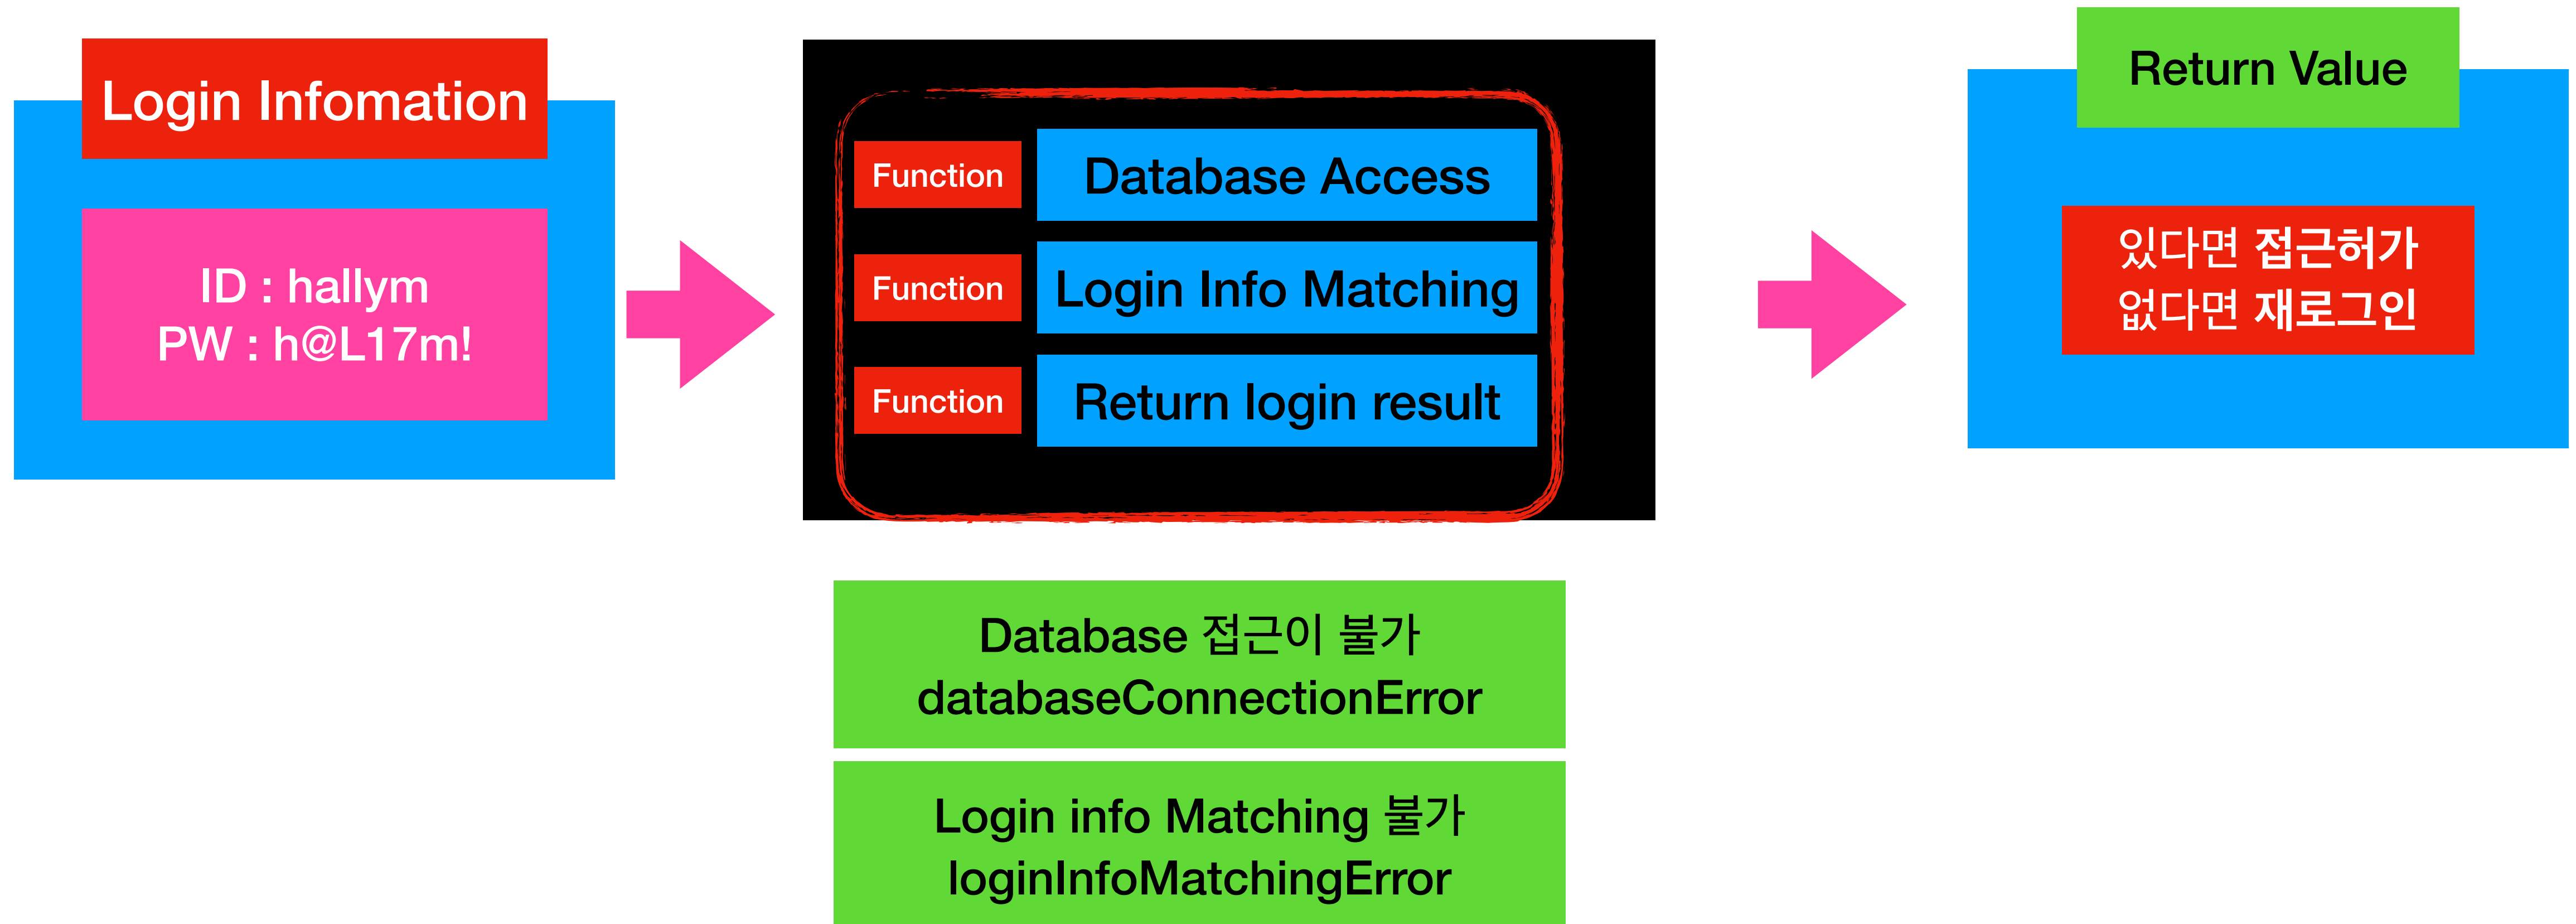 Login Infomation
ID : hallym
PW : h@L17m!
Function
Database Access
Function
Login Info Matching
Function
Return login result
Database 접근이 불가
databaseConnectionError
Login info Matching 불가
loginInfoMatchingError
Return Value
있다면 접근허가
없다면 재로그인